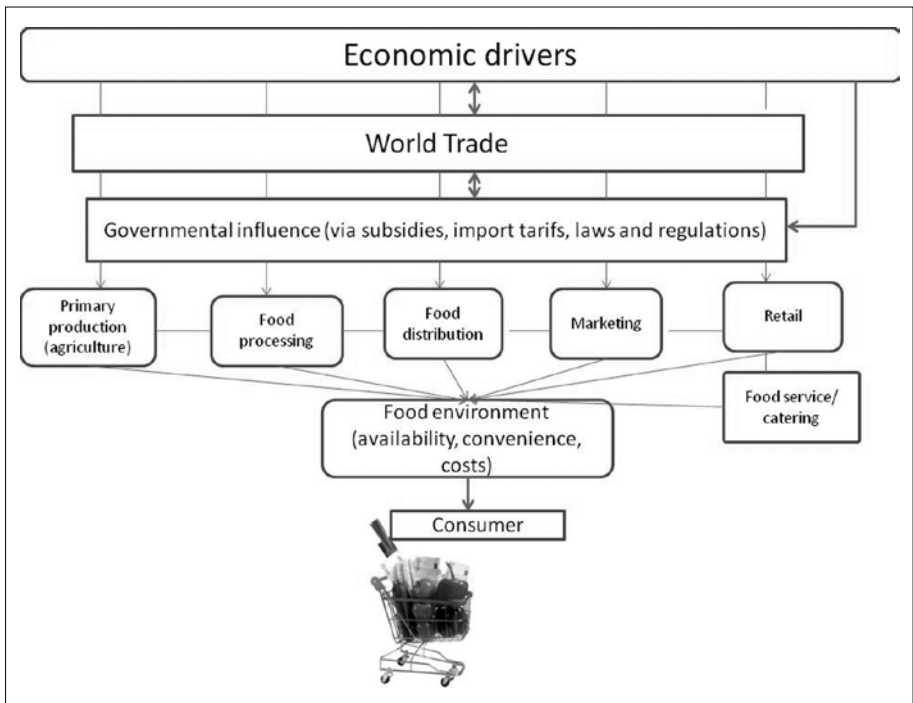 Economic drivers
World Trade
Governmental influence (via subsidies, import tarifs, laws and regulations)
Primary
production
(agriculture)
Food
processing
Food
distribution
Marketing
Retail
Food service/
catering
Food environment
(availability, convenience,
costs)
Consumer